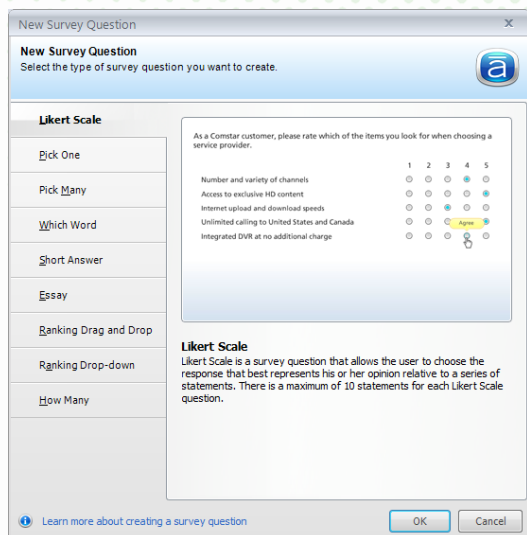 New Survey Question
x
New Survey Question
Select the type of survey question you want to create.
ā
Likert Scale
Pick One
Pick Many
Which Word
Short Answer
Essay
Ranking Drag and Drop
Ranking Drop-down
How Many
As a Comstar customer, please rate which of the items you look for when choosing a
service provider.
1 2 3 4 5
Number and variety of channels
Access to exclusive HD content
Internet upload and download speeds
Unlimited calling to United States and Canada
Agree
Integrated DVR at no additional charge
Likert Scale
Likert Scale is a survey question that allows the user to choose the
response that best represents his or her opinion relative to a series of
statements. There is a maximum of 10 statements for each Likert Scale
question.
Learn more about creating a survey question
OK
Cancel